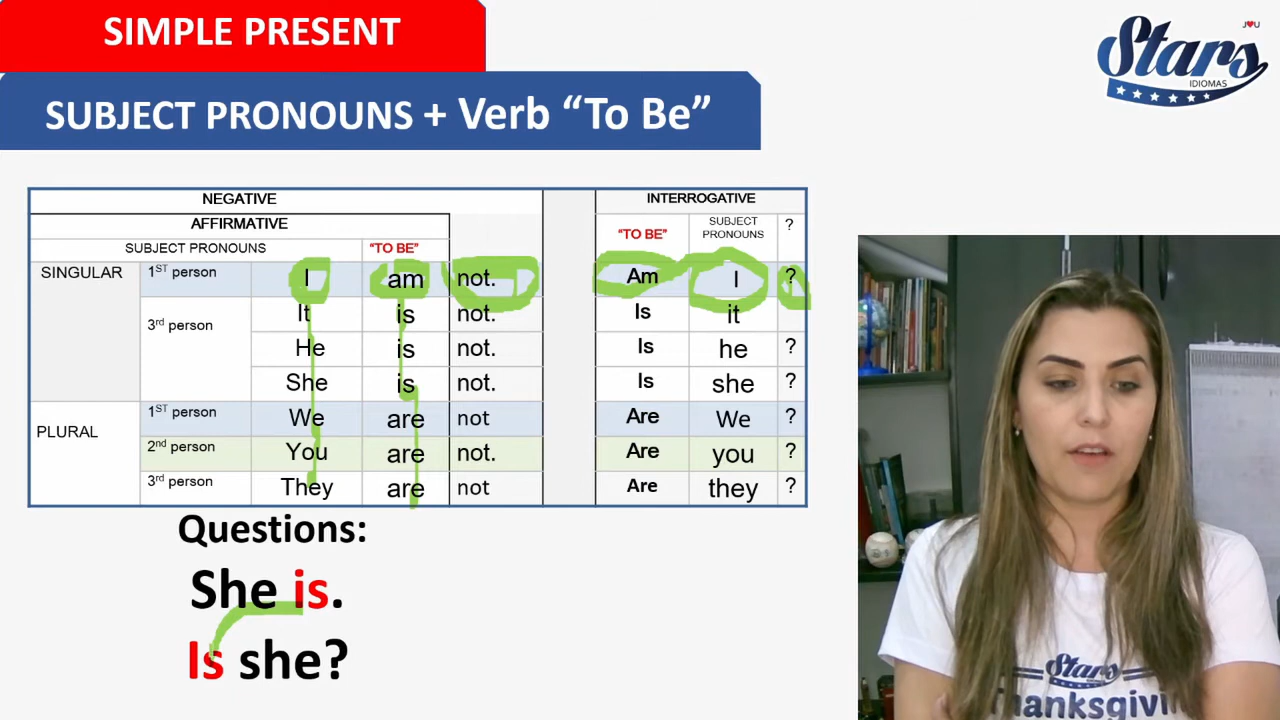 SIMPLE PRESENT
J♥U
Stars
IDIOMAS
SUBJECT PRONOUNS + Verb “To Be”
NEGATIVE
AFFIRMATIVE
SUBJECT PRONOUNS “TO BE”
SINGULAR 1ST person I am not.
3rd person It is not.
He is not.
She is not.
PLURAL 1ST person We are not
2nd person You are not.
3rd person They are not
INTERROGATIVE
“TO BE” SUBJECT PRONOUNS ?
Am I ?
Is it
Is he ?
Is she ?
Are We ?
Are you ?
Are they ?
Questions:
She is.
Is she?
Stars